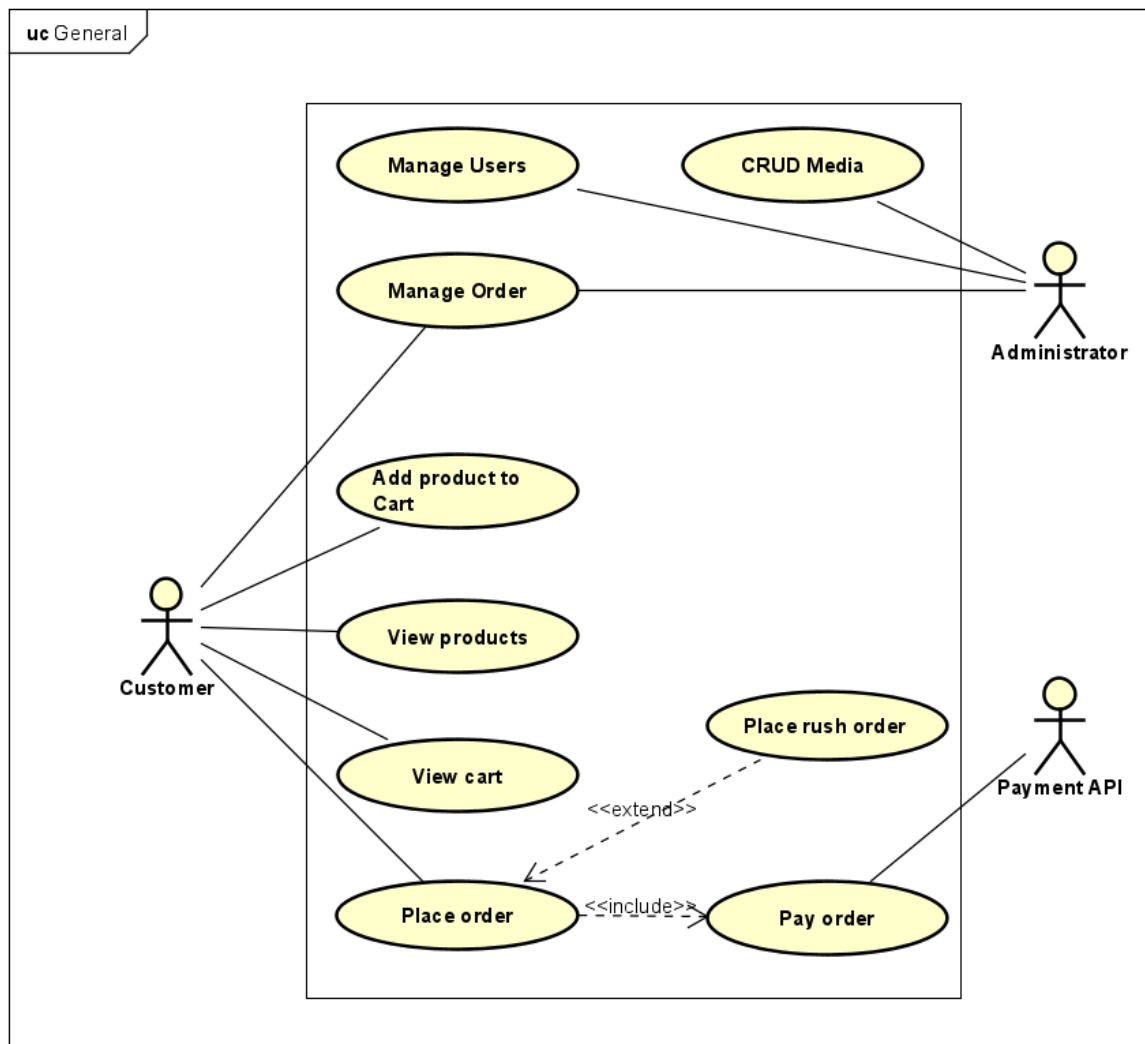 uc General
Manage Users
CRUD Media
Manage Order
Administrator
Add product to
Cart
View products
Customer
Place rush order
View cart
Payment API
<<extend>>
<<include>>
Place order
Pay order